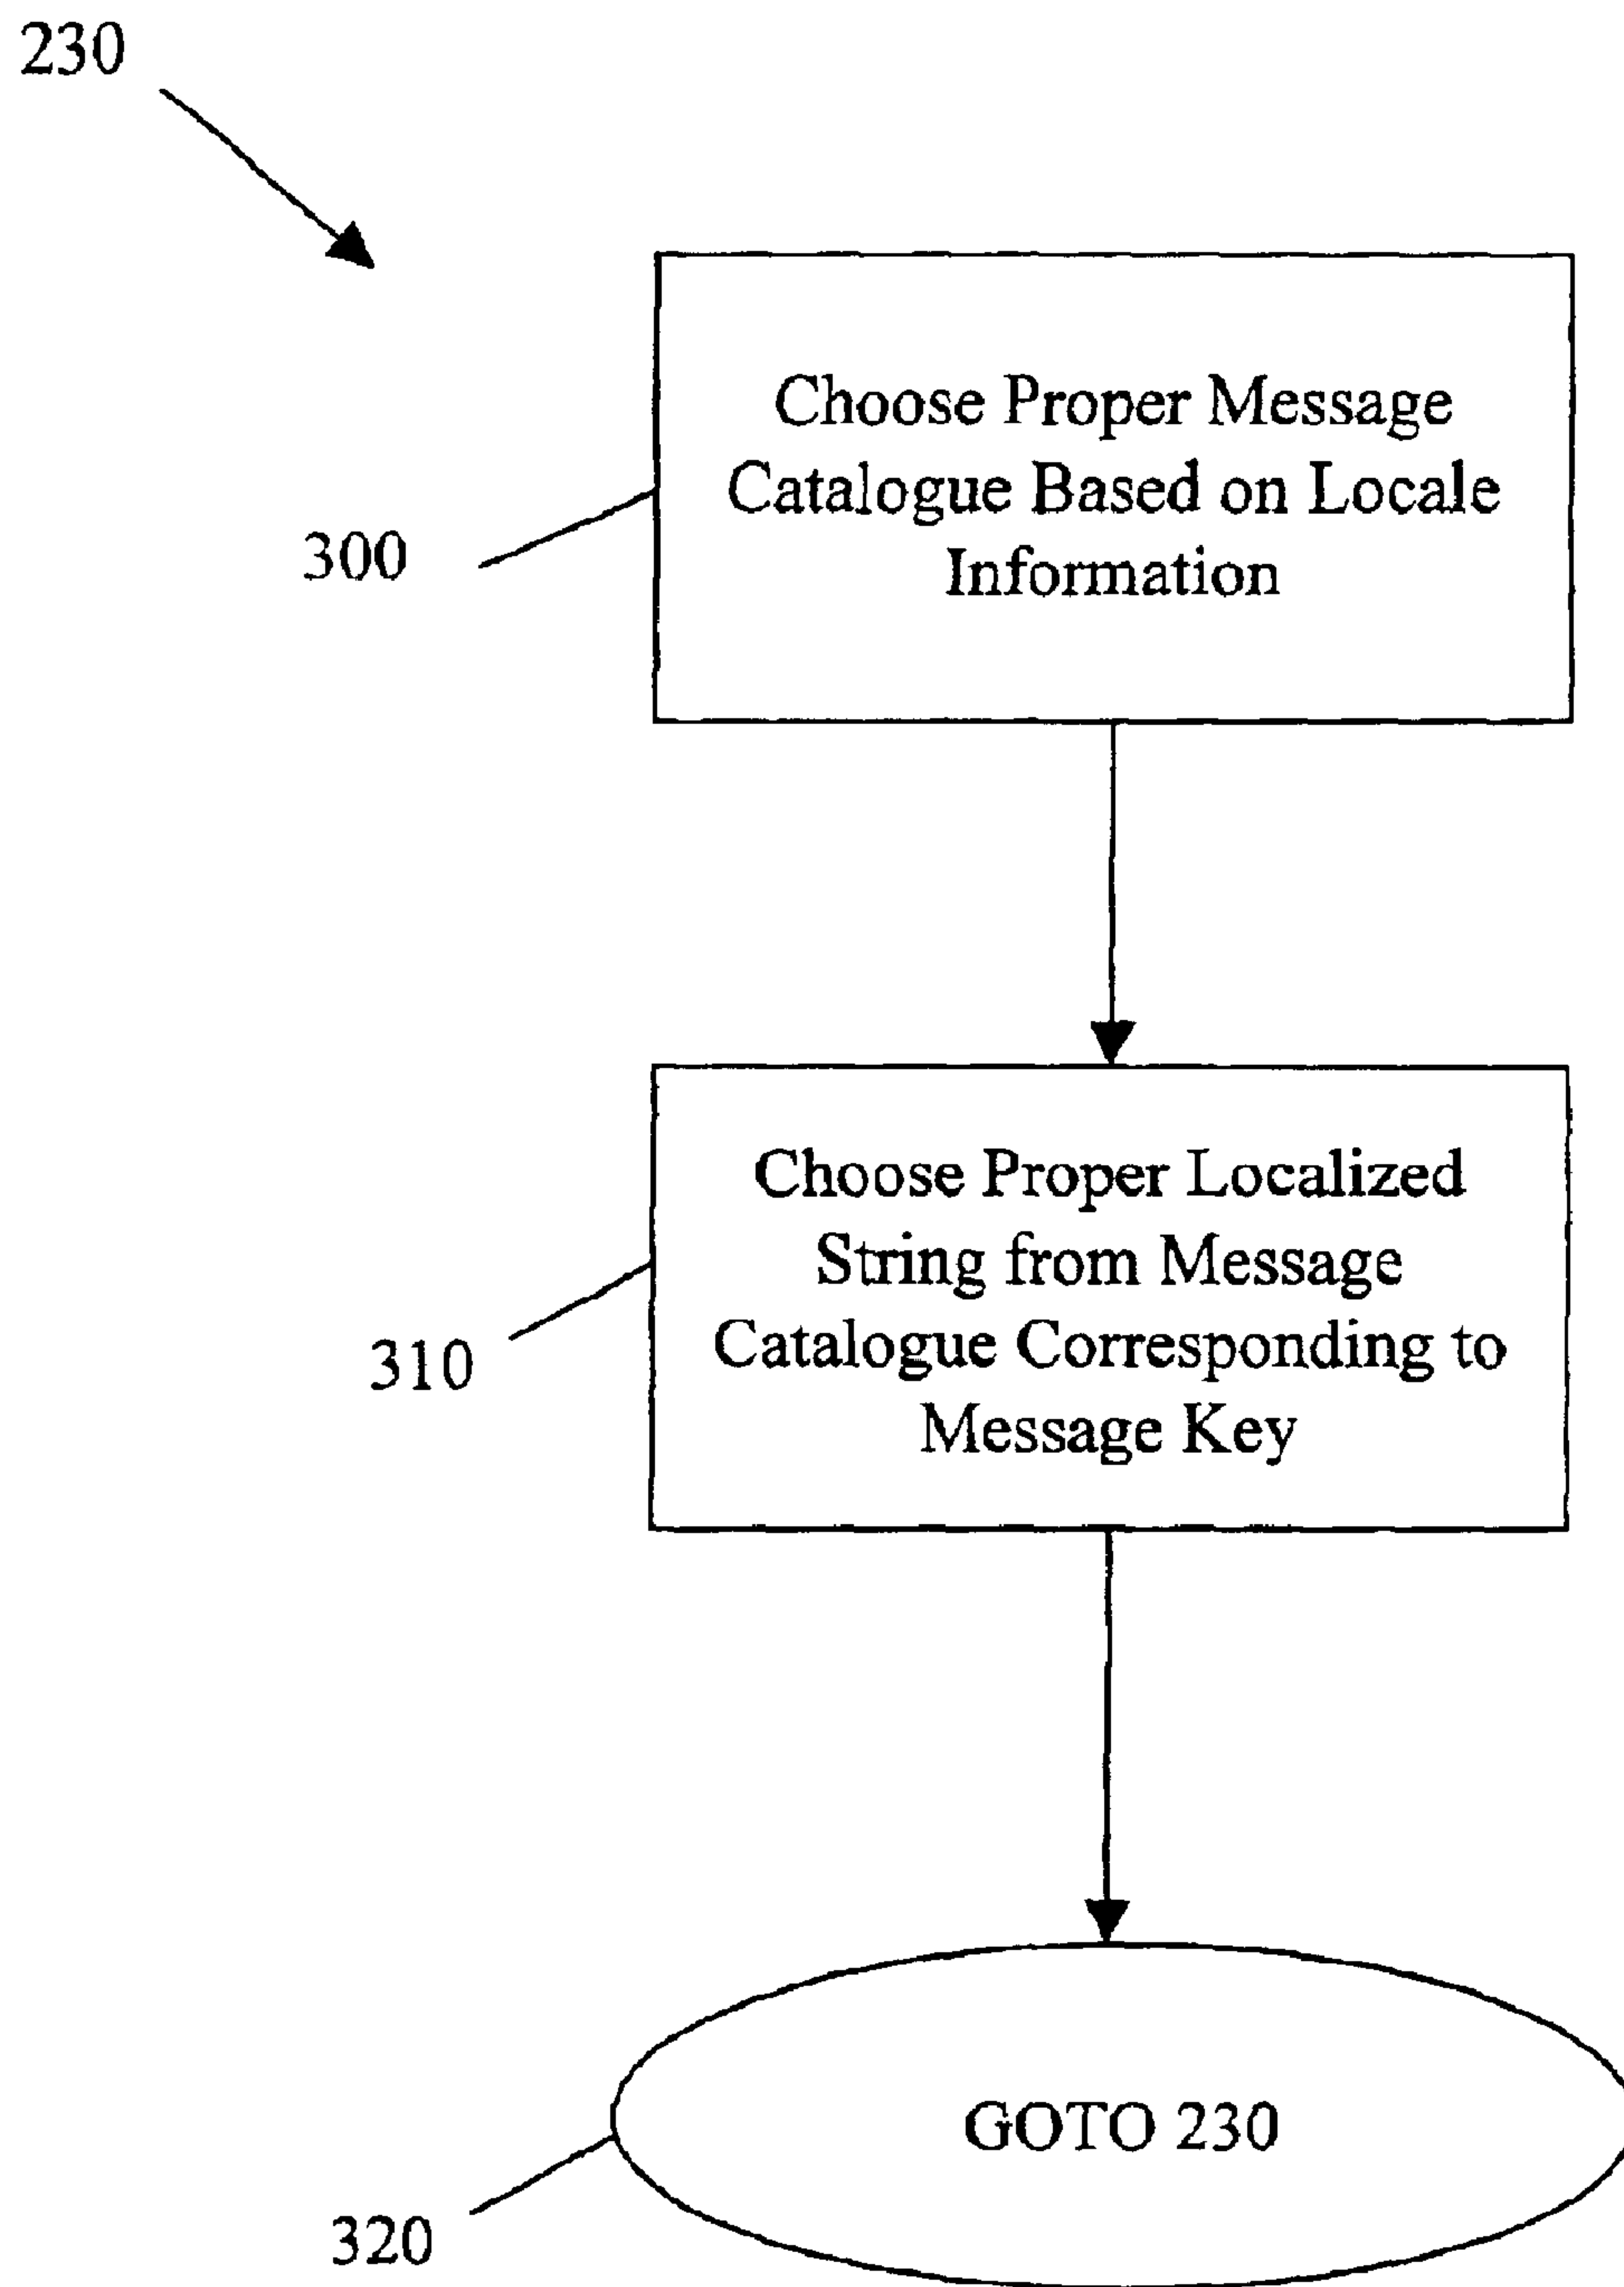 230
Choose Proper Message
Catalogue Based on Locale
Information
300
Choose Proper Localized
String from Message
Catalogue Corresponding to
Message Key
310
GOTO 230
320